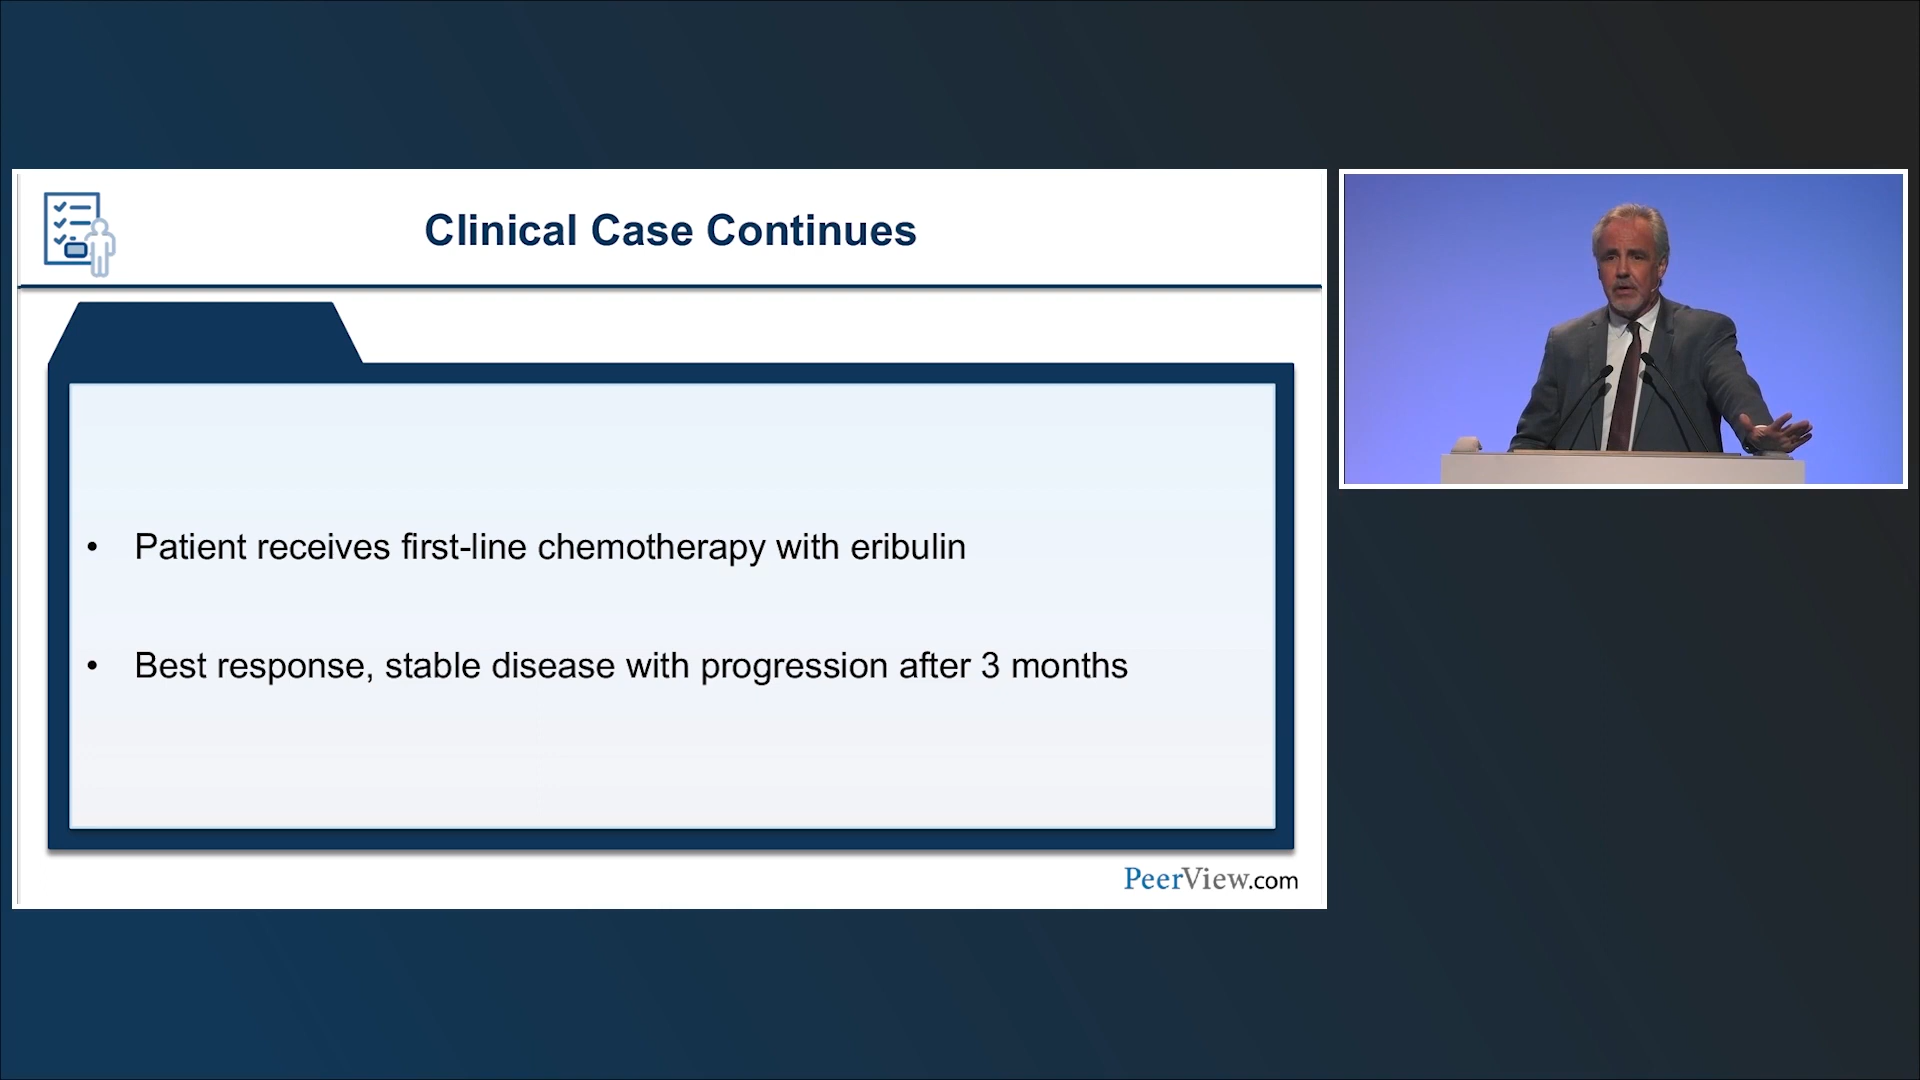 Clinical Case Continues
• Patient receives first-line chemotherapy with eribulin
• Best response, stable disease with progression after 3 months
PeerView.com